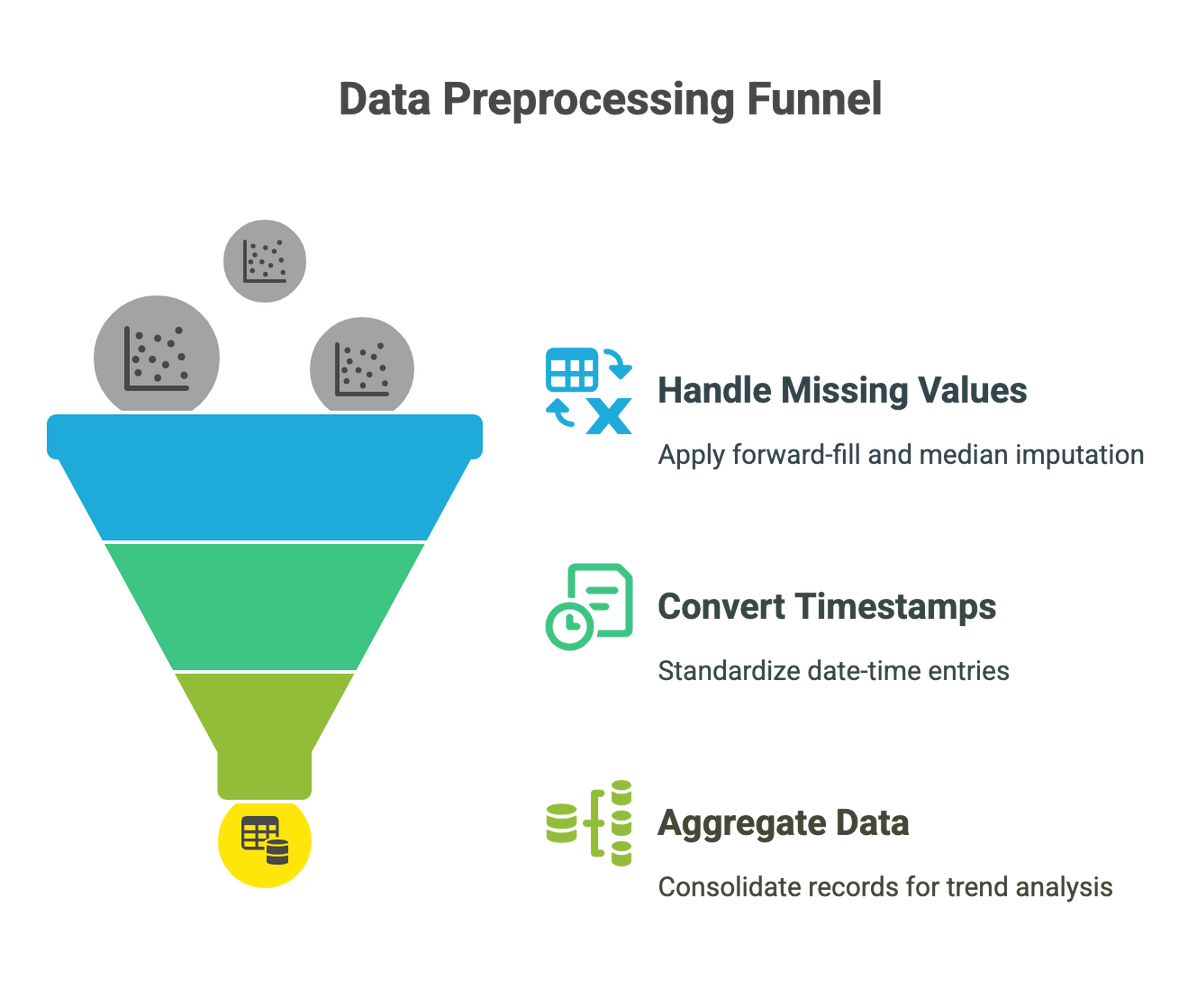 Data Preprocessing Funnel
Handle Missing Values
Apply forward-fill and median imputation
Convert Timestamps
Standardize date-time entries
Aggregate Data
Consolidate records for trend analysis